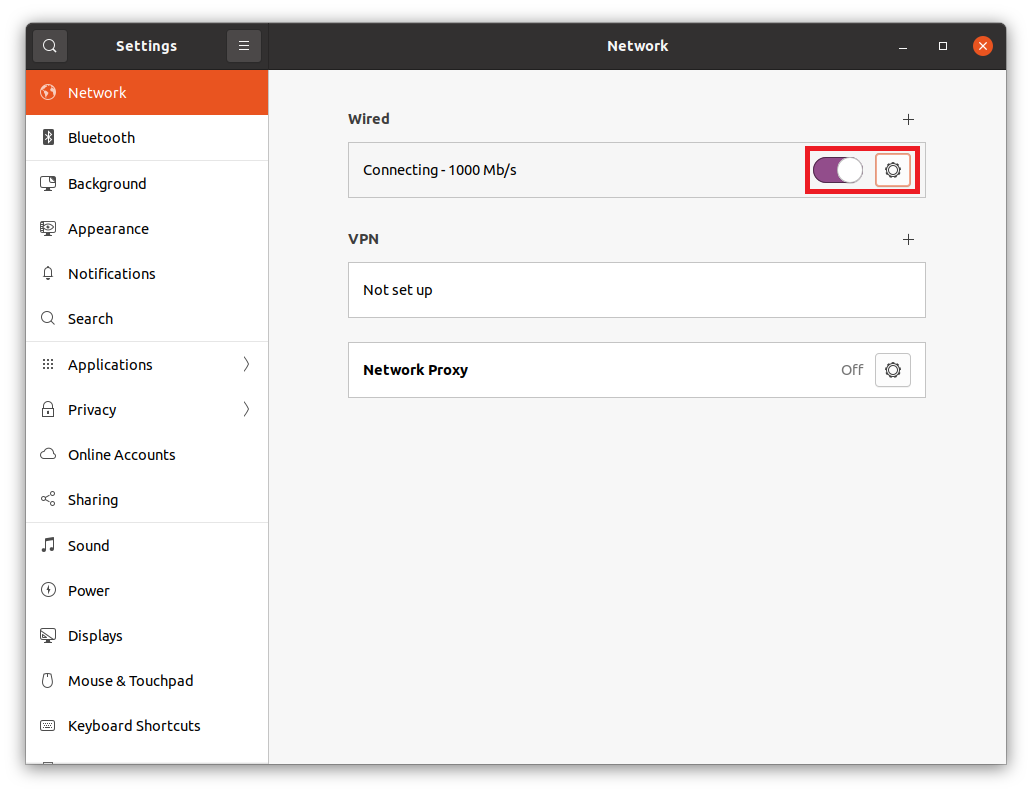 Settings
Network
Network
Bluetooth
Background
Appearance
Notifications
Search
Applications
Privacy
Online Accounts
Sharing
Sound
Power
Displays
Mouse & Touchpad
Keyboard Shortcuts
Wired
Connecting - 1000 Mb/s
VPN
Not set up
Network Proxy
Off